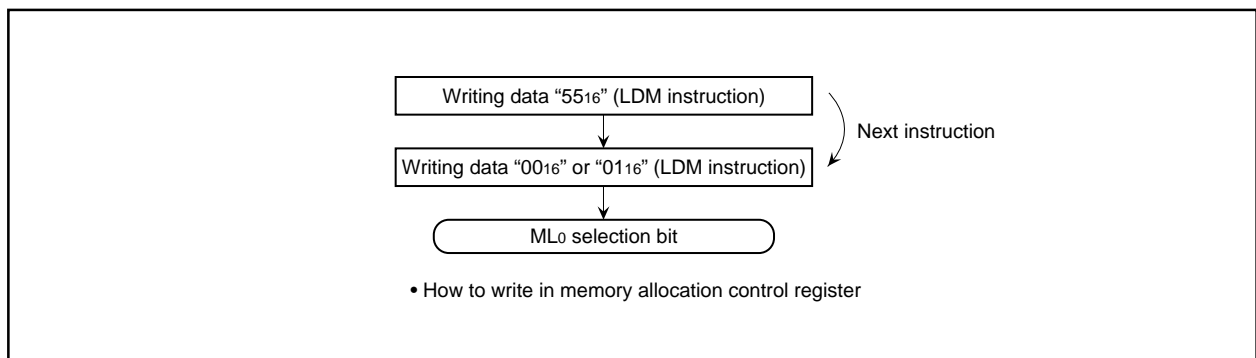 Writing data “5516” (LDM instruction)
Next instruction
Writing data “0016” or “0116” (LDM instruction)
ML0 selection bit
• How to write in memory allocation control register